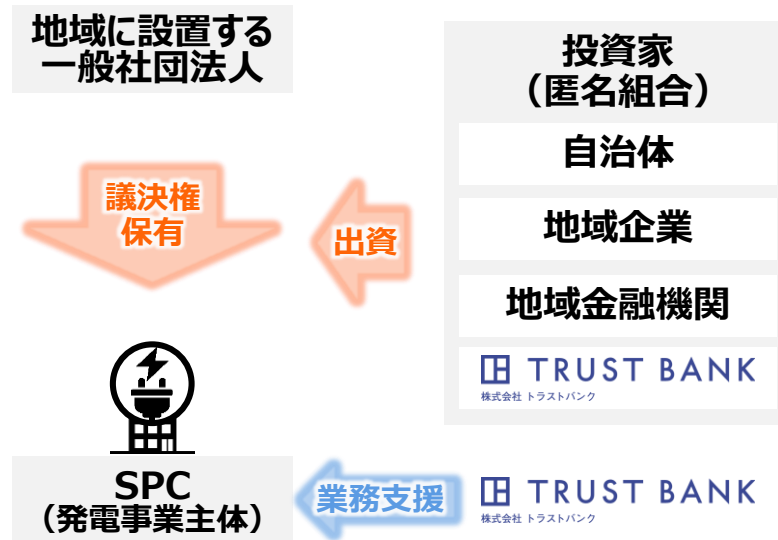 地域に設置する
一般社団法人
議決権
保有
SPC
（発電事業主体）
出資
投資家
（匿名組合）
自治体
地域企業
地域金融機関
TRUST BANK
株式会社 トラストバンク
業務支援
TRUST BANK
株式会社 トラストバンク